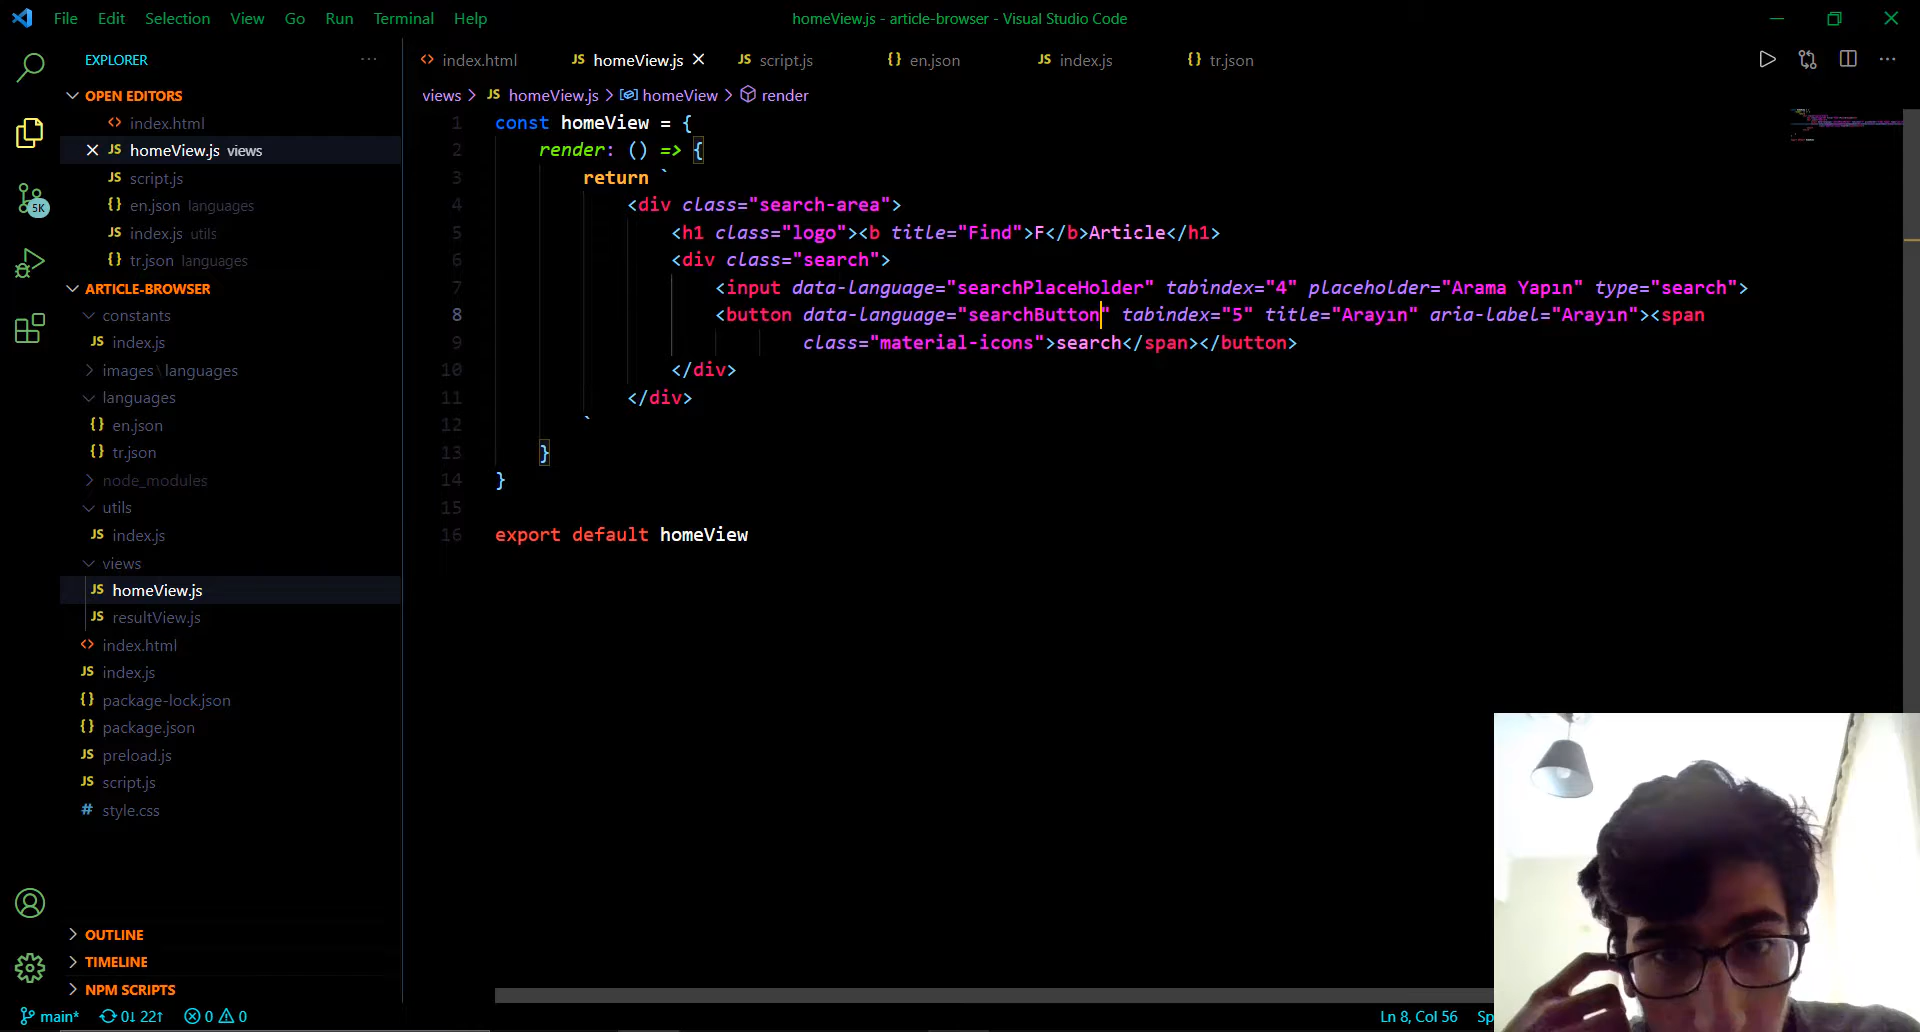 File Edit Selection View Go Run Terminal Help
homeView.js - article-browser - Visual Studio Code
EXPLORER
OPEN EDITORS
index.html
homeView.js views
script.js
en.json languages
index.js utils
tr.json languages
ARTICLE-BROWSER
constants
index.js
images\languages
languages
en.json
tr.json
node_modules
utils
index.js
views
homeView.js
resultView.js
index.html
index.js
package-lock.json
package.json
preload.js
script.js
style.css
OUTLINE
TIMELINE
NPM SCRIPTS
5K
index.html JS homeView.js JS script.js {} en.json JS index.js {} tr.json
views > JS homeView.js > homeView > render
1 const homeView = {
2 render: () => {
3 return `
4 <div class="search-area">
5 <h1 class="logo"><b title="Find">F</b>Article</h1>
6 <div class="search">
7 <input data-language="searchPlaceHolder" tabindex="4" placeholder="Arama Yapın" type="search">
8 <button data-language="searchButton" tabindex="5" title="Arayın" aria-label="Arayın"><span
9 class="material-icons">search</span></button>
10 </div>
11 </div>
12 `
13 }
14 }
15
16 export default homeView
main* 0↓ 22↑ 0 0
Ln 8, Col 56 Sp